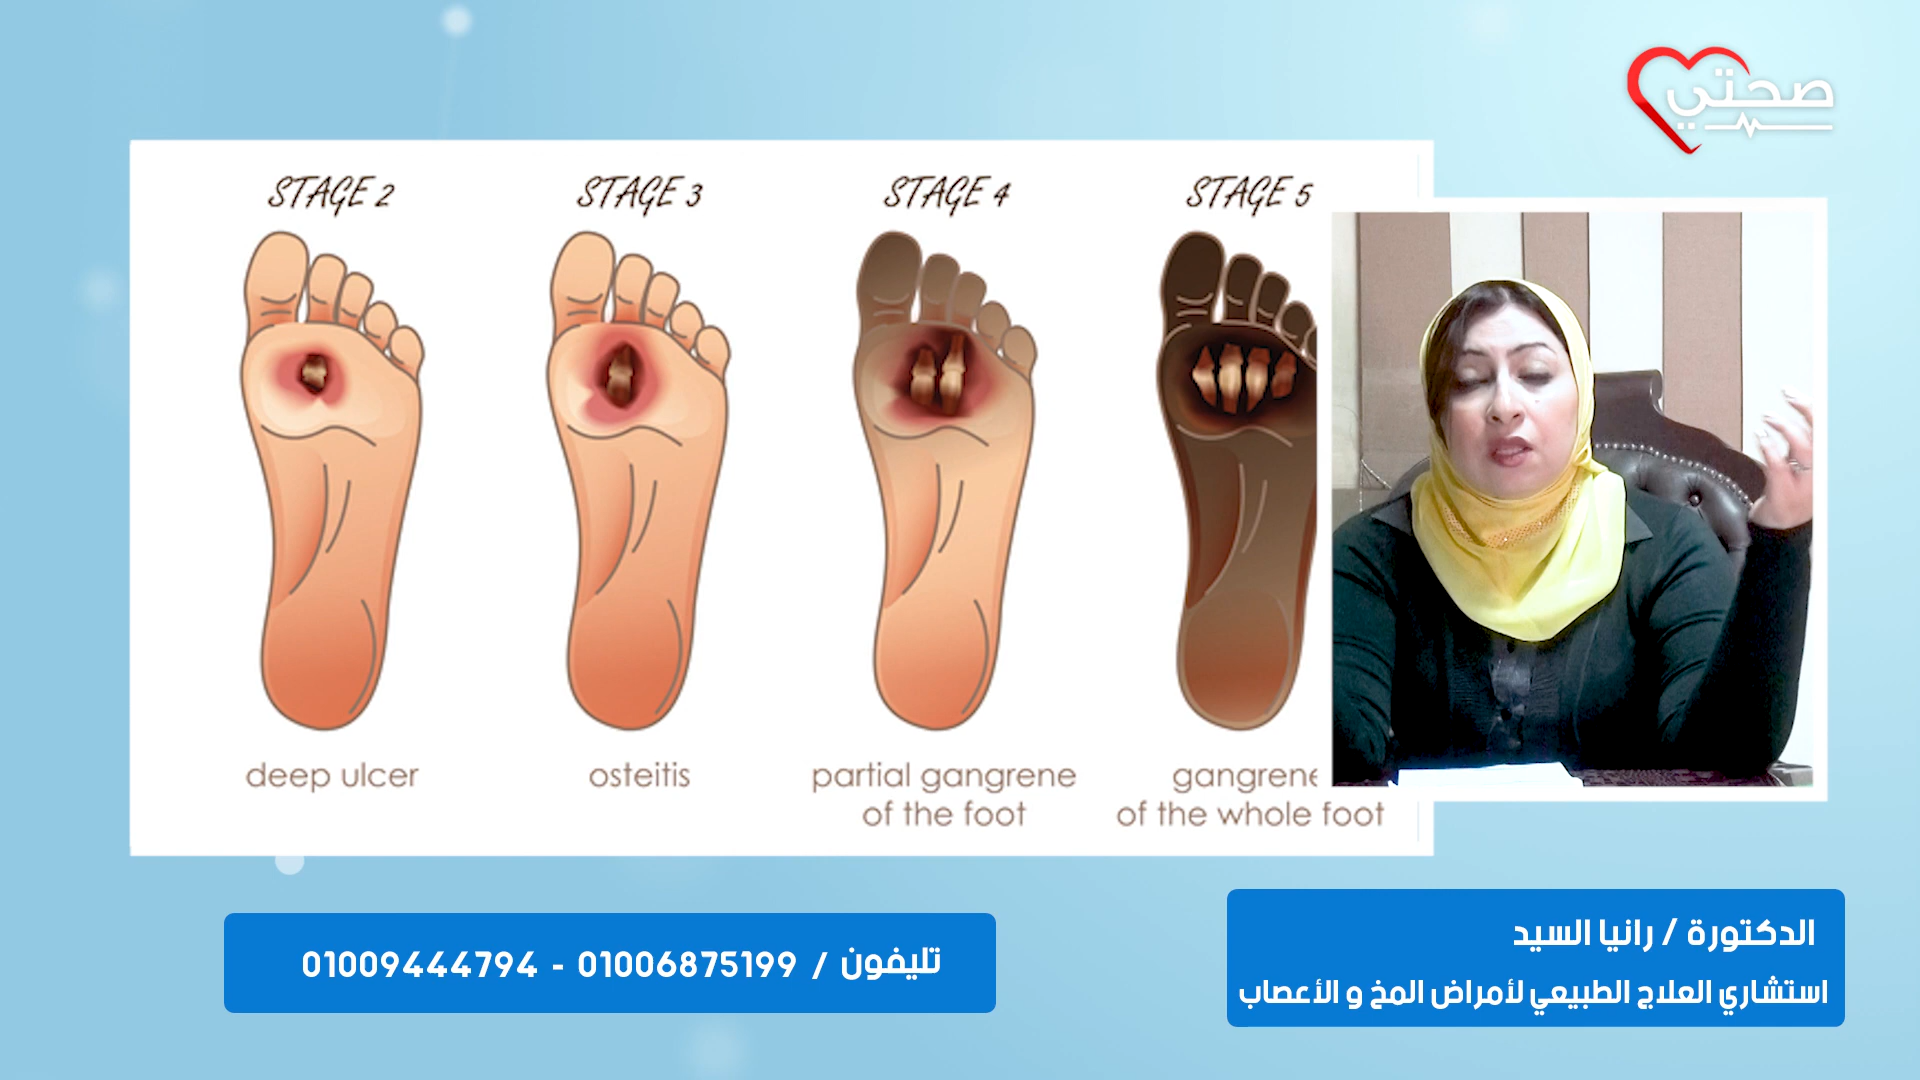 صحتي
STAGE 2
STAGE 3
STAGE 4
STAGE 5
deep ulcer
osteitis
partial gangrene
of the foot
gangrene
of the whole foot
الدكتورة / رانيا السيد
استشاري العلاج الطبيعي لأمراض المخ و الأعصاب
تليفون / 01006875199 - 01009444794